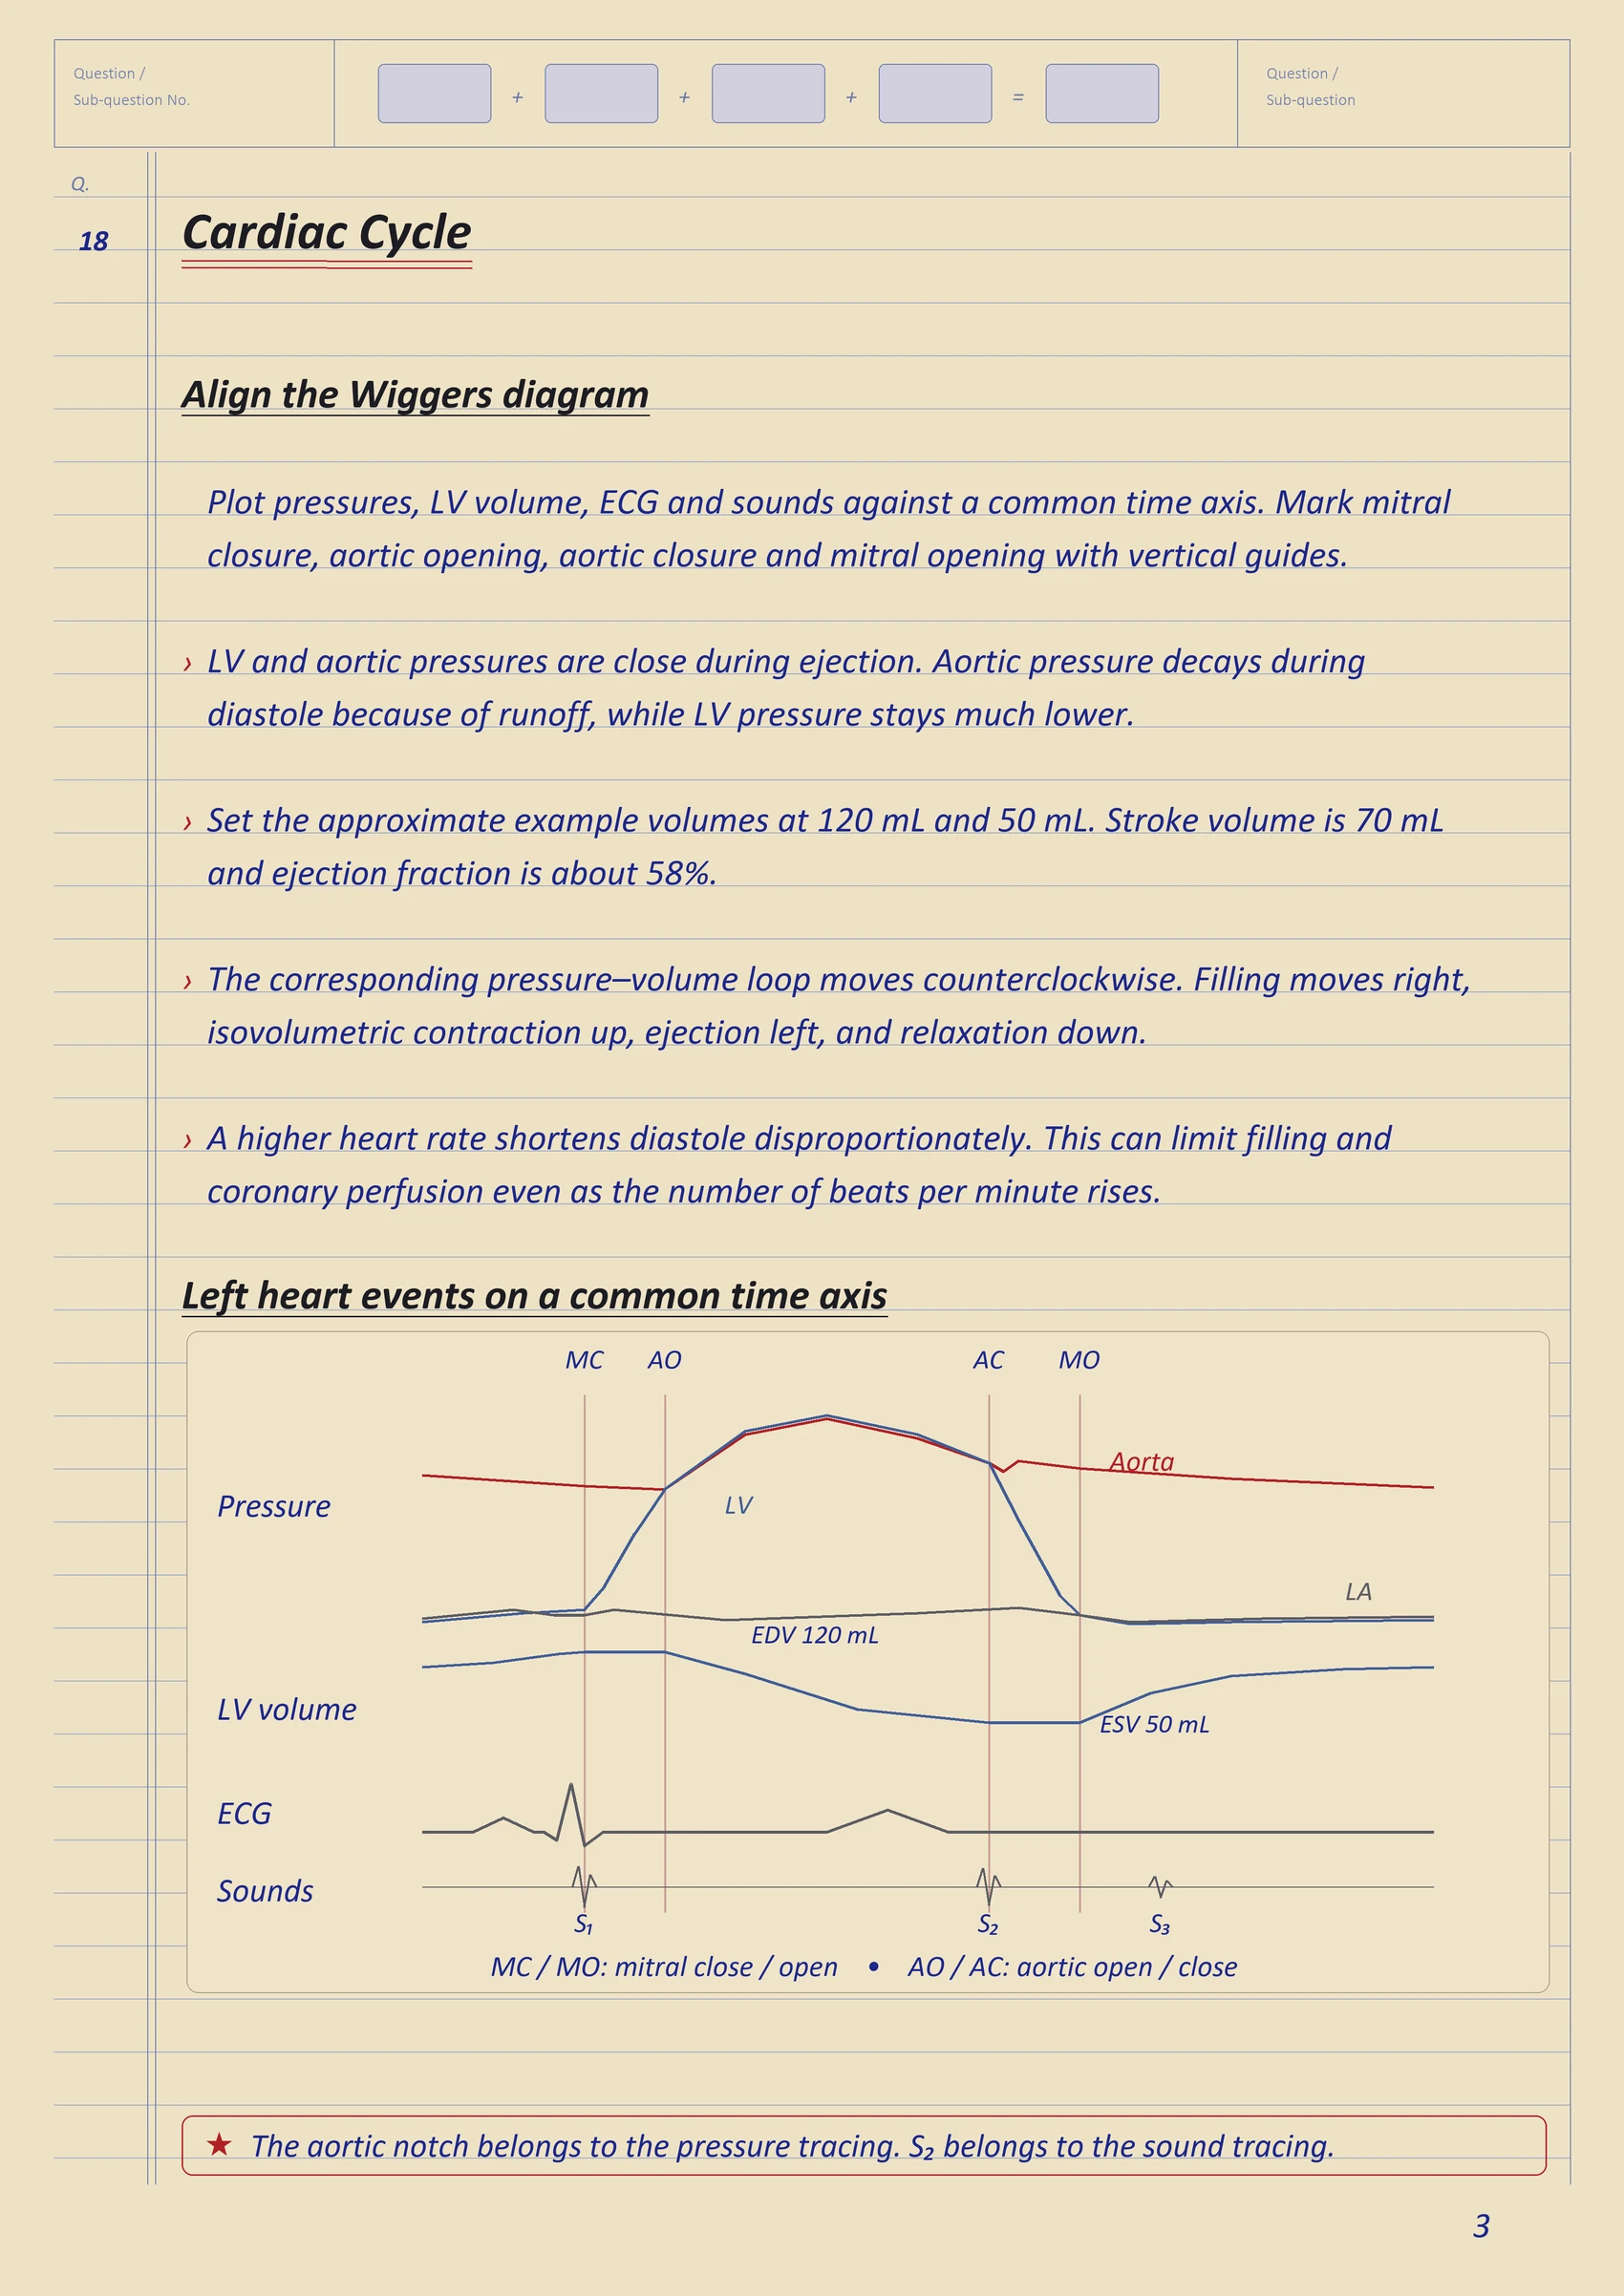 Question /
Sub-question No.
+ + + =
Question /
Sub-question
Q.
18
Cardiac Cycle
Align the Wiggers diagram
Plot pressures, LV volume, ECG and sounds against a common time axis. Mark mitral
closure, aortic opening, aortic closure and mitral opening with vertical guides.
› LV and aortic pressures are close during ejection. Aortic pressure decays during
diastole because of runoff, while LV pressure stays much lower.
› Set the approximate example volumes at 120 mL and 50 mL. Stroke volume is 70 mL
and ejection fraction is about 58%.
› The corresponding pressure–volume loop moves counterclockwise. Filling moves right,
isovolumetric contraction up, ejection left, and relaxation down.
› A higher heart rate shortens diastole disproportionately. This can limit filling and
coronary perfusion even as the number of beats per minute rises.
Left heart events on a common time axis
MC AO AC MO
Aorta
Pressure
LV
LA
EDV 120 mL
LV volume
ESV 50 mL
ECG
Sounds
S₁ S₂ S₃
MC / MO: mitral close / open • AO / AC: aortic open / close
★ The aortic notch belongs to the pressure tracing. S₂ belongs to the sound tracing.
3